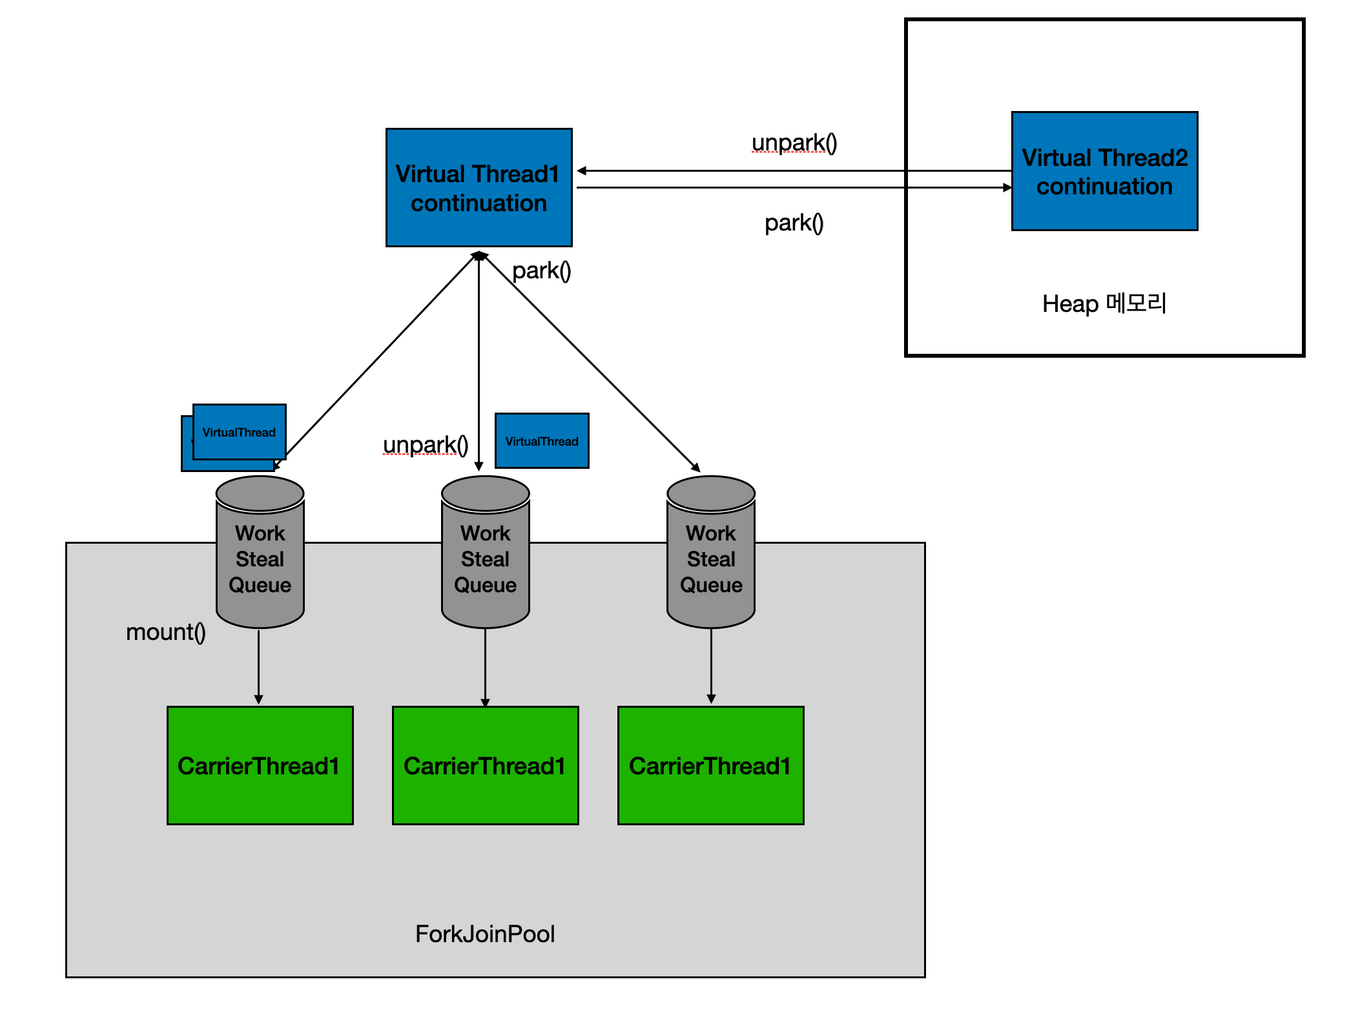 unpark()
Virtual Thread1
continuation
Virtual Thread2
continuation
park()
park()
Heap 메모리
VirtualThread
unpark()
VirtualThread
Work
Steal
Queue
Work
Steal
Queue
Work
Steal
Queue
mount()
CarrierThread1
CarrierThread1
CarrierThread1
ForkJoinPool